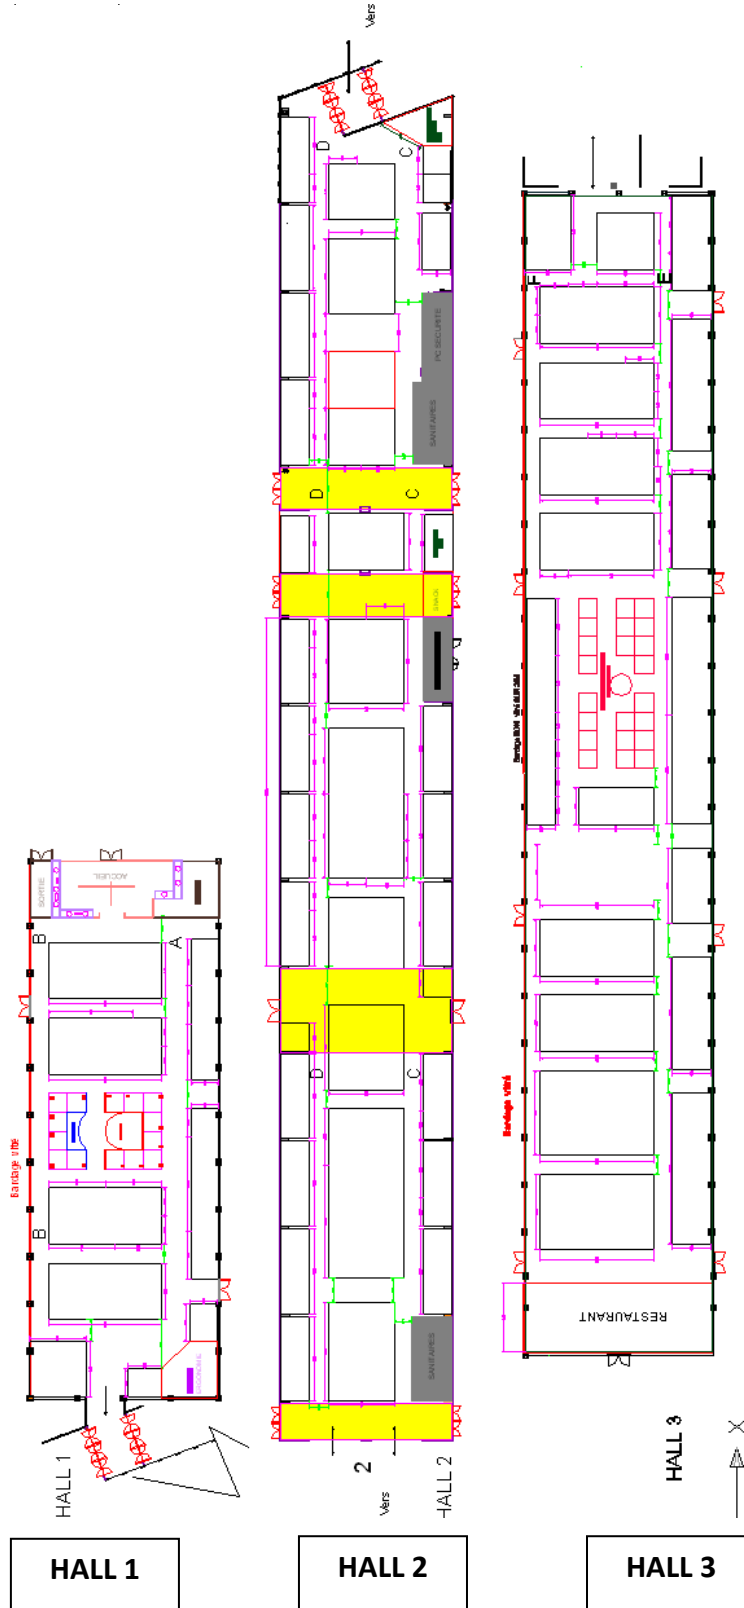 Vers
D
C
PC SECURITE
SANITAIRES
D
C
SNACK
F
E
Bardage vitré
SORTIE
ACCUEIL
B
A
Bardage vitré
B
D
C
SANITAIRES
RESTAURANT
HALL 1
2
Vers
HALL 2
HALL 3
X
HALL 1
HALL 2
HALL 3